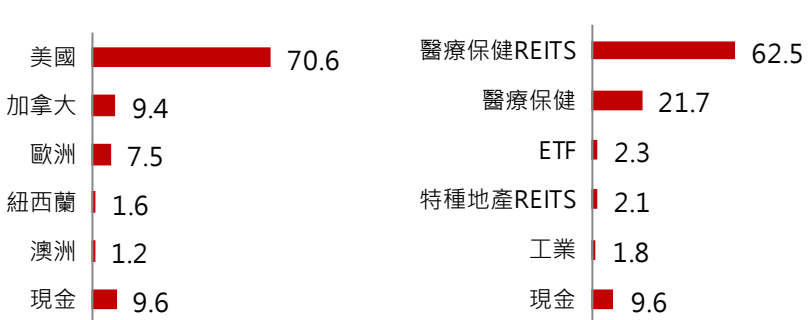 美國 70.6
加拿大 9.4
歐洲 7.5
紐西蘭 1.6
澳洲 1.2
現金 9.6
醫療保健REITS 62.5
醫療保健 21.7
ETF 2.3
特種地產REITS 2.1
工業 1.8
現金 9.6